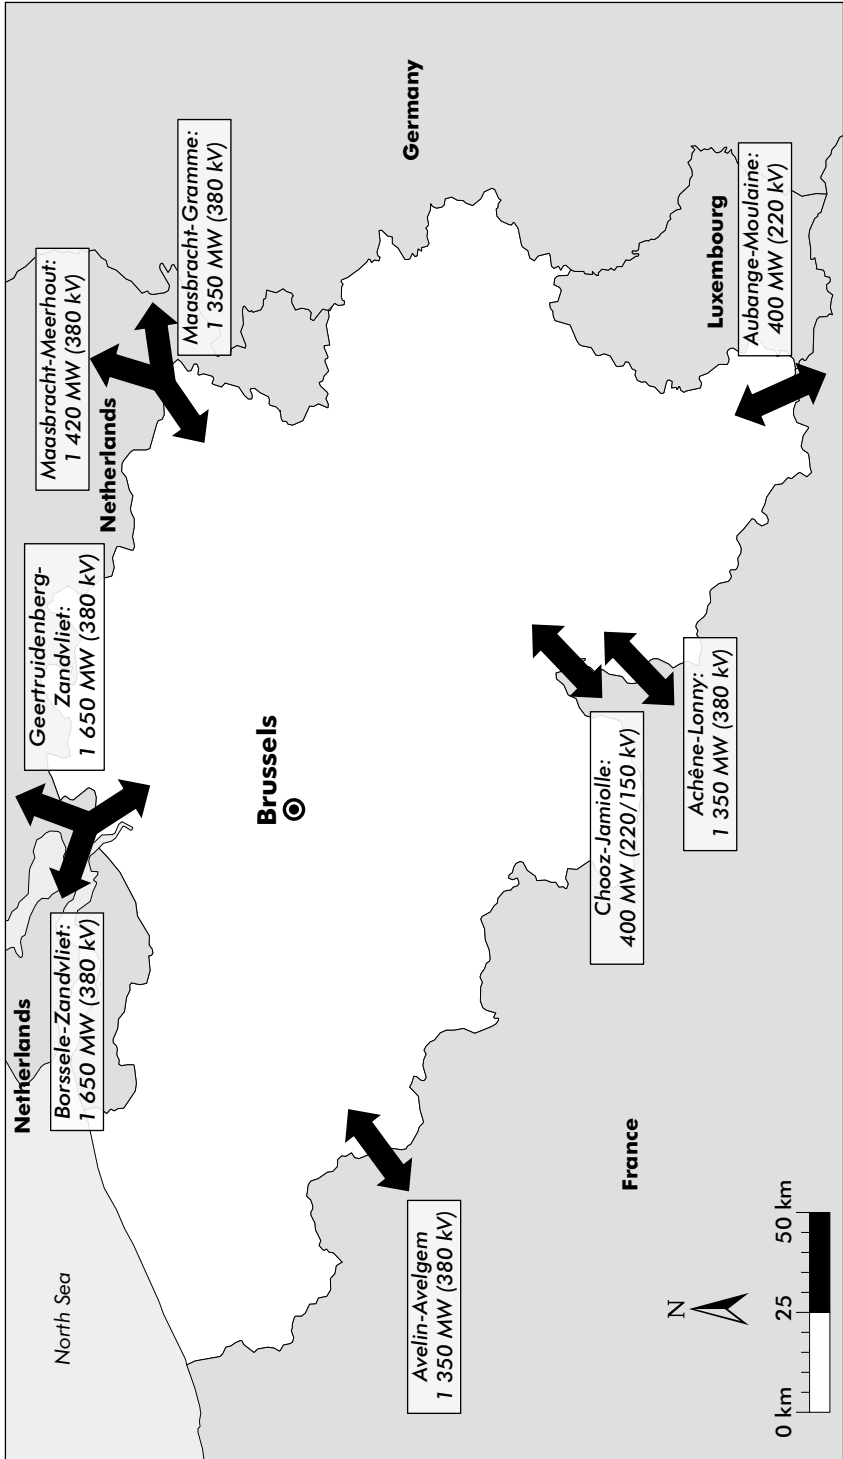 Netherlands
Borssele-Zandvliet:
1 650 MW (380 kV)
Geertruidenberg-
Zandvliet:
1 650 MW (380 kV)
Maasbracht-Meerhout:
1 420 MW (380 kV)
Netherlands
Maasbracht-Gramme:
1 350 MW (380 kV)
North Sea
Brussels
Germany
Avelin-Avelgem
1 350 MW (380 kV)
Chooz-Jamiolle:
400 MW (220/150 kV)
Achêne-Lonny:
1 350 MW (380 kV)
Luxembourg
Aubange-Moulaine:
400 MW (220 kV)
France
N
0 km
25
50 km